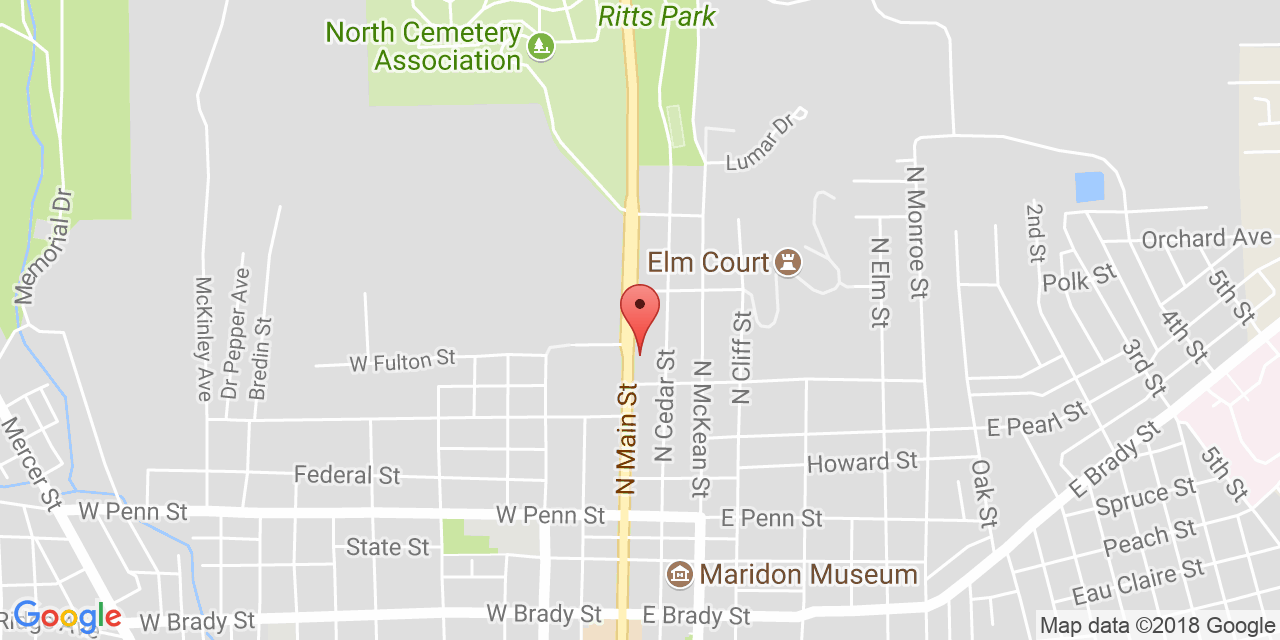 Ritts Park
North Cemetery
Association
Lumar Dr
Memorial Dr
N Monroe St
2nd St
Orchard Ave
Elm Court
N Elm St
Polk St
5th St
McKinley Ave
Dr Pepper Ave
Bredin St
W Fulton St
N Cliff St
4th St
3rd St
N Main St
N Cedar St
N McKean St
E Pearl St
E Brady St
Mercer St
Federal St
Howard St
Oak St
5th St
Spruce St
W Penn St
W Penn St
E Penn St
Peach St
State St
Maridon Museum
Eau Claire St
Google
W Brady St
W Brady St
E Brady St
Map data ©2018 Google